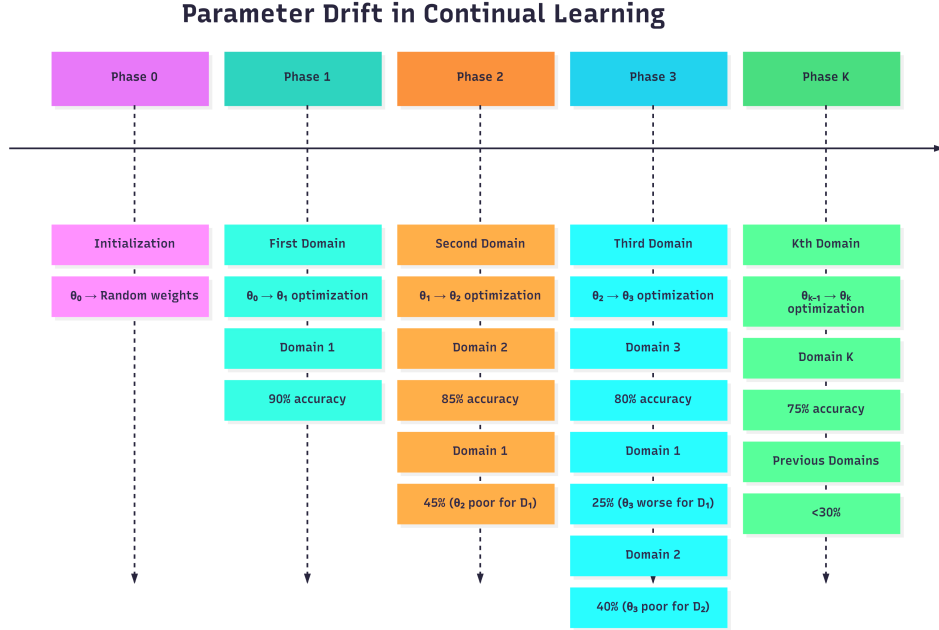 Parameter Drift in Continual Learning
Phase 0
Phase 1
Phase 2
Phase 3
Phase K
Initialization
θ₀ → Random weights
First Domain
θ₀ → θ₁ optimization
Domain 1
90% accuracy
Second Domain
θ₁ → θ₂ optimization
Domain 2
85% accuracy
Domain 1
45% (θ₂ poor for D₁)
Third Domain
θ₂ → θ₃ optimization
Domain 3
80% accuracy
Domain 1
25% (θ₃ worse for D₁)
Domain 2
40% (θ₃ poor for D₂)
Kth Domain
θₖ₋₁ → θₖ
optimization
Domain K
75% accuracy
Previous Domains
<30%